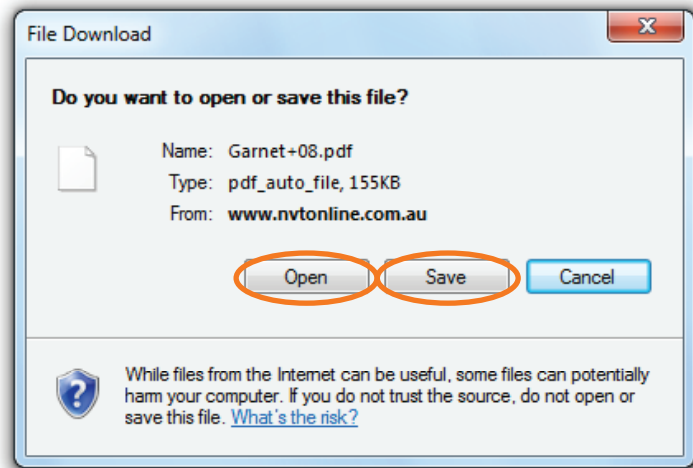 File Download
Do you want to open or save this file?
Name: Garnet+08.pdf
Type: pdf_auto_file, 155KB
From: www.nvtonline.com.au
Open Save Cancel
While files from the Internet can be useful, some files can potentially
harm your computer. If you do not trust the source, do not open or
save this file. What's the risk?